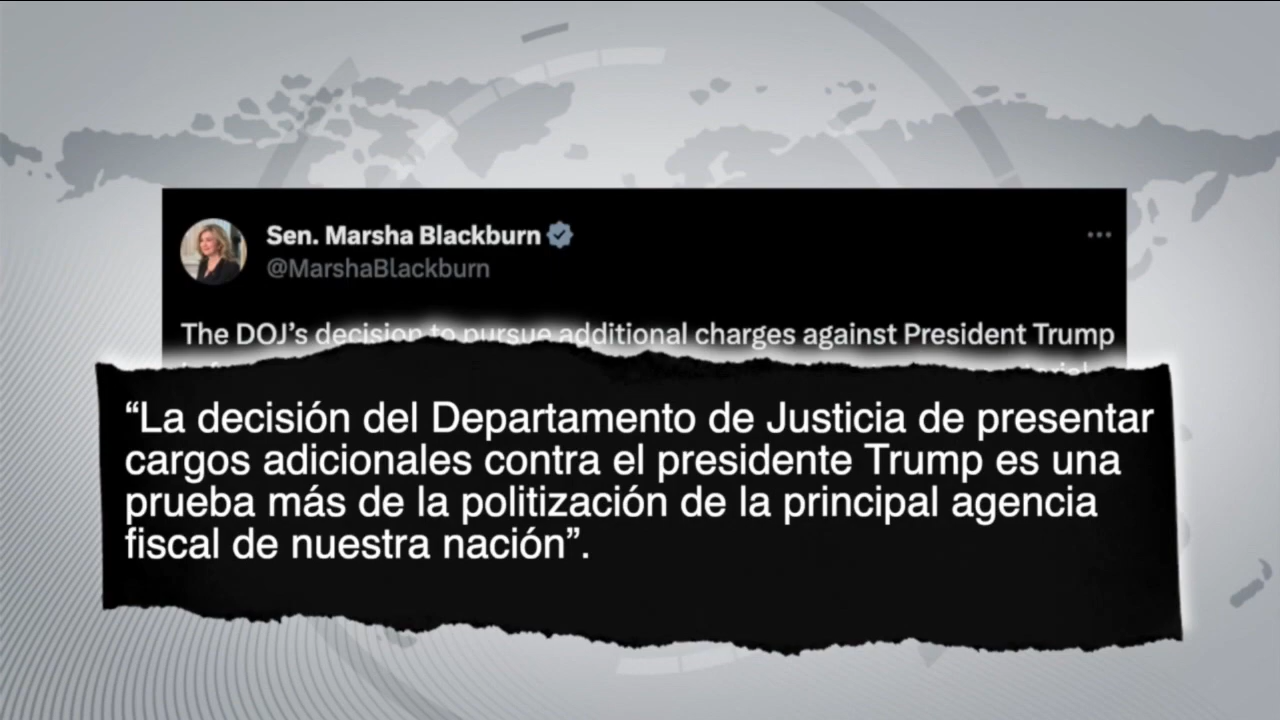 Sen. Marsha Blackburn
@MarshaBlackburn
The DOJ’s decision to pursue additional charges against President Trump
“La decisión del Departamento de Justicia de presentar
cargos adicionales contra el presidente Trump es una
prueba más de la politización de la principal agencia
fiscal de nuestra nación”.